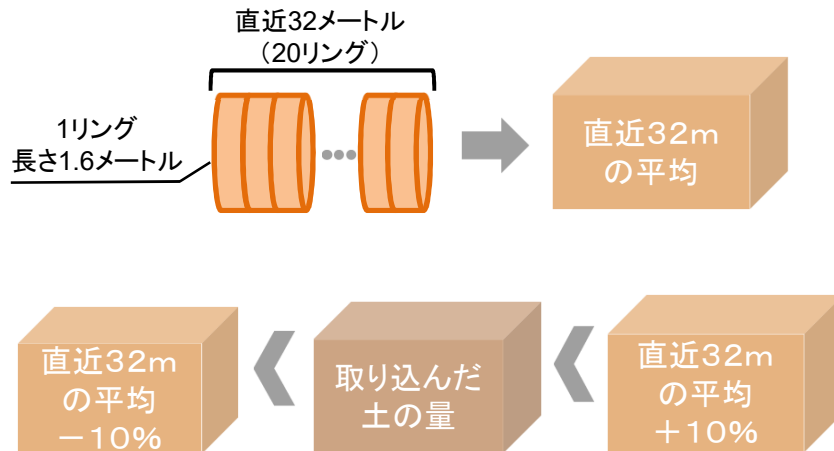 直近32メートル
（20リング）
1リング
長さ1.6メートル
直近32ｍ
の平均
直近32ｍ
の平均
－10%
取り込んだ
土の量
直近32ｍ
の平均
＋10%